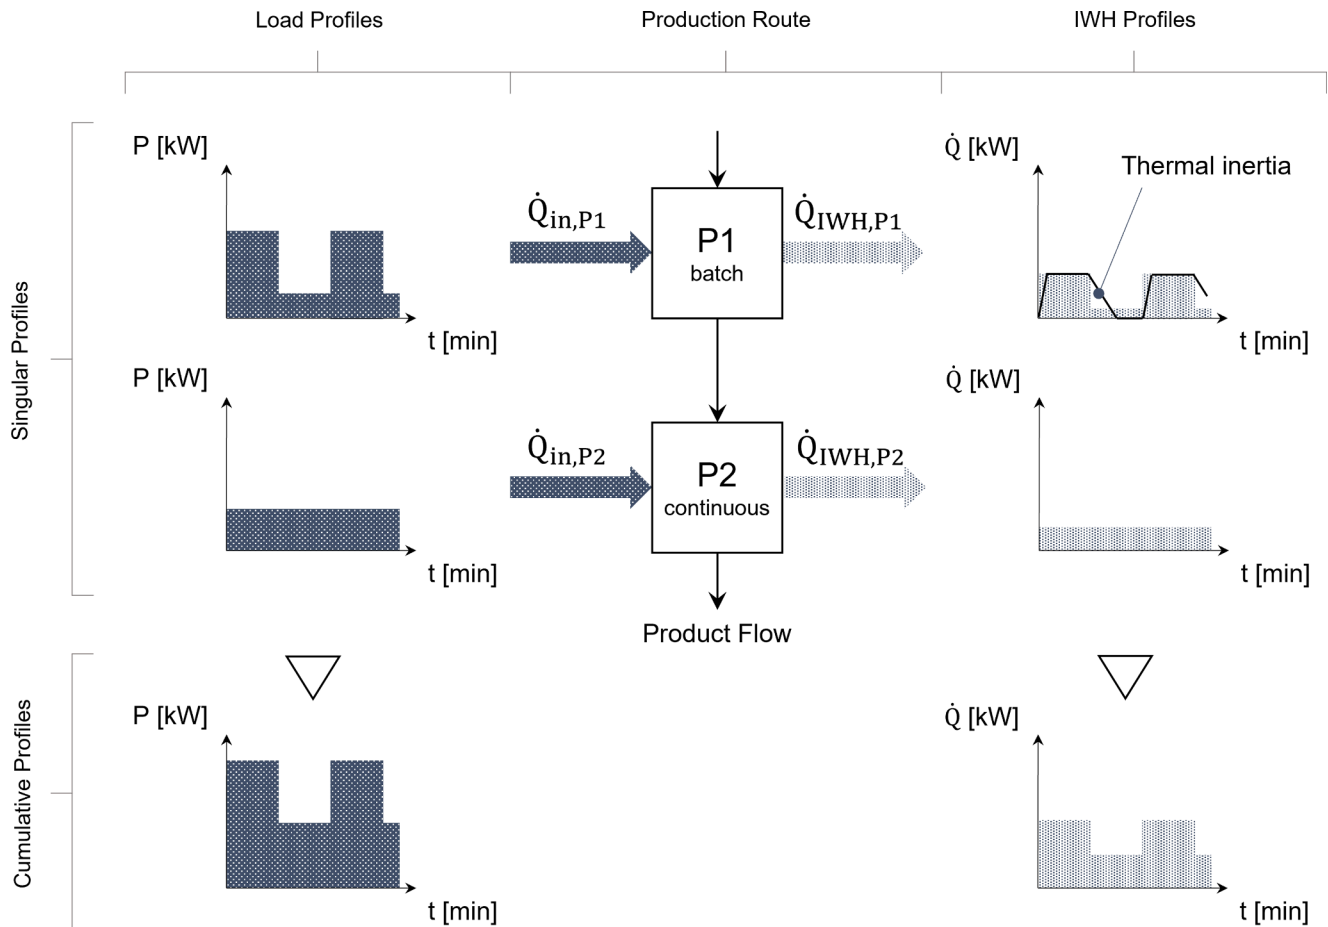 Load Profiles
Production Route
IWH Profiles
Singular Profiles
P [kW]
t [min]
Q̇in,P1
P1
batch
Q̇IWH,P1
Q̇ [kW]
Thermal inertia
t [min]
P [kW]
t [min]
Q̇in,P2
P2
continuous
Q̇IWH,P2
Q̇ [kW]
t [min]
Product Flow
Cumulative Profiles
P [kW]
t [min]
Q̇ [kW]
t [min]